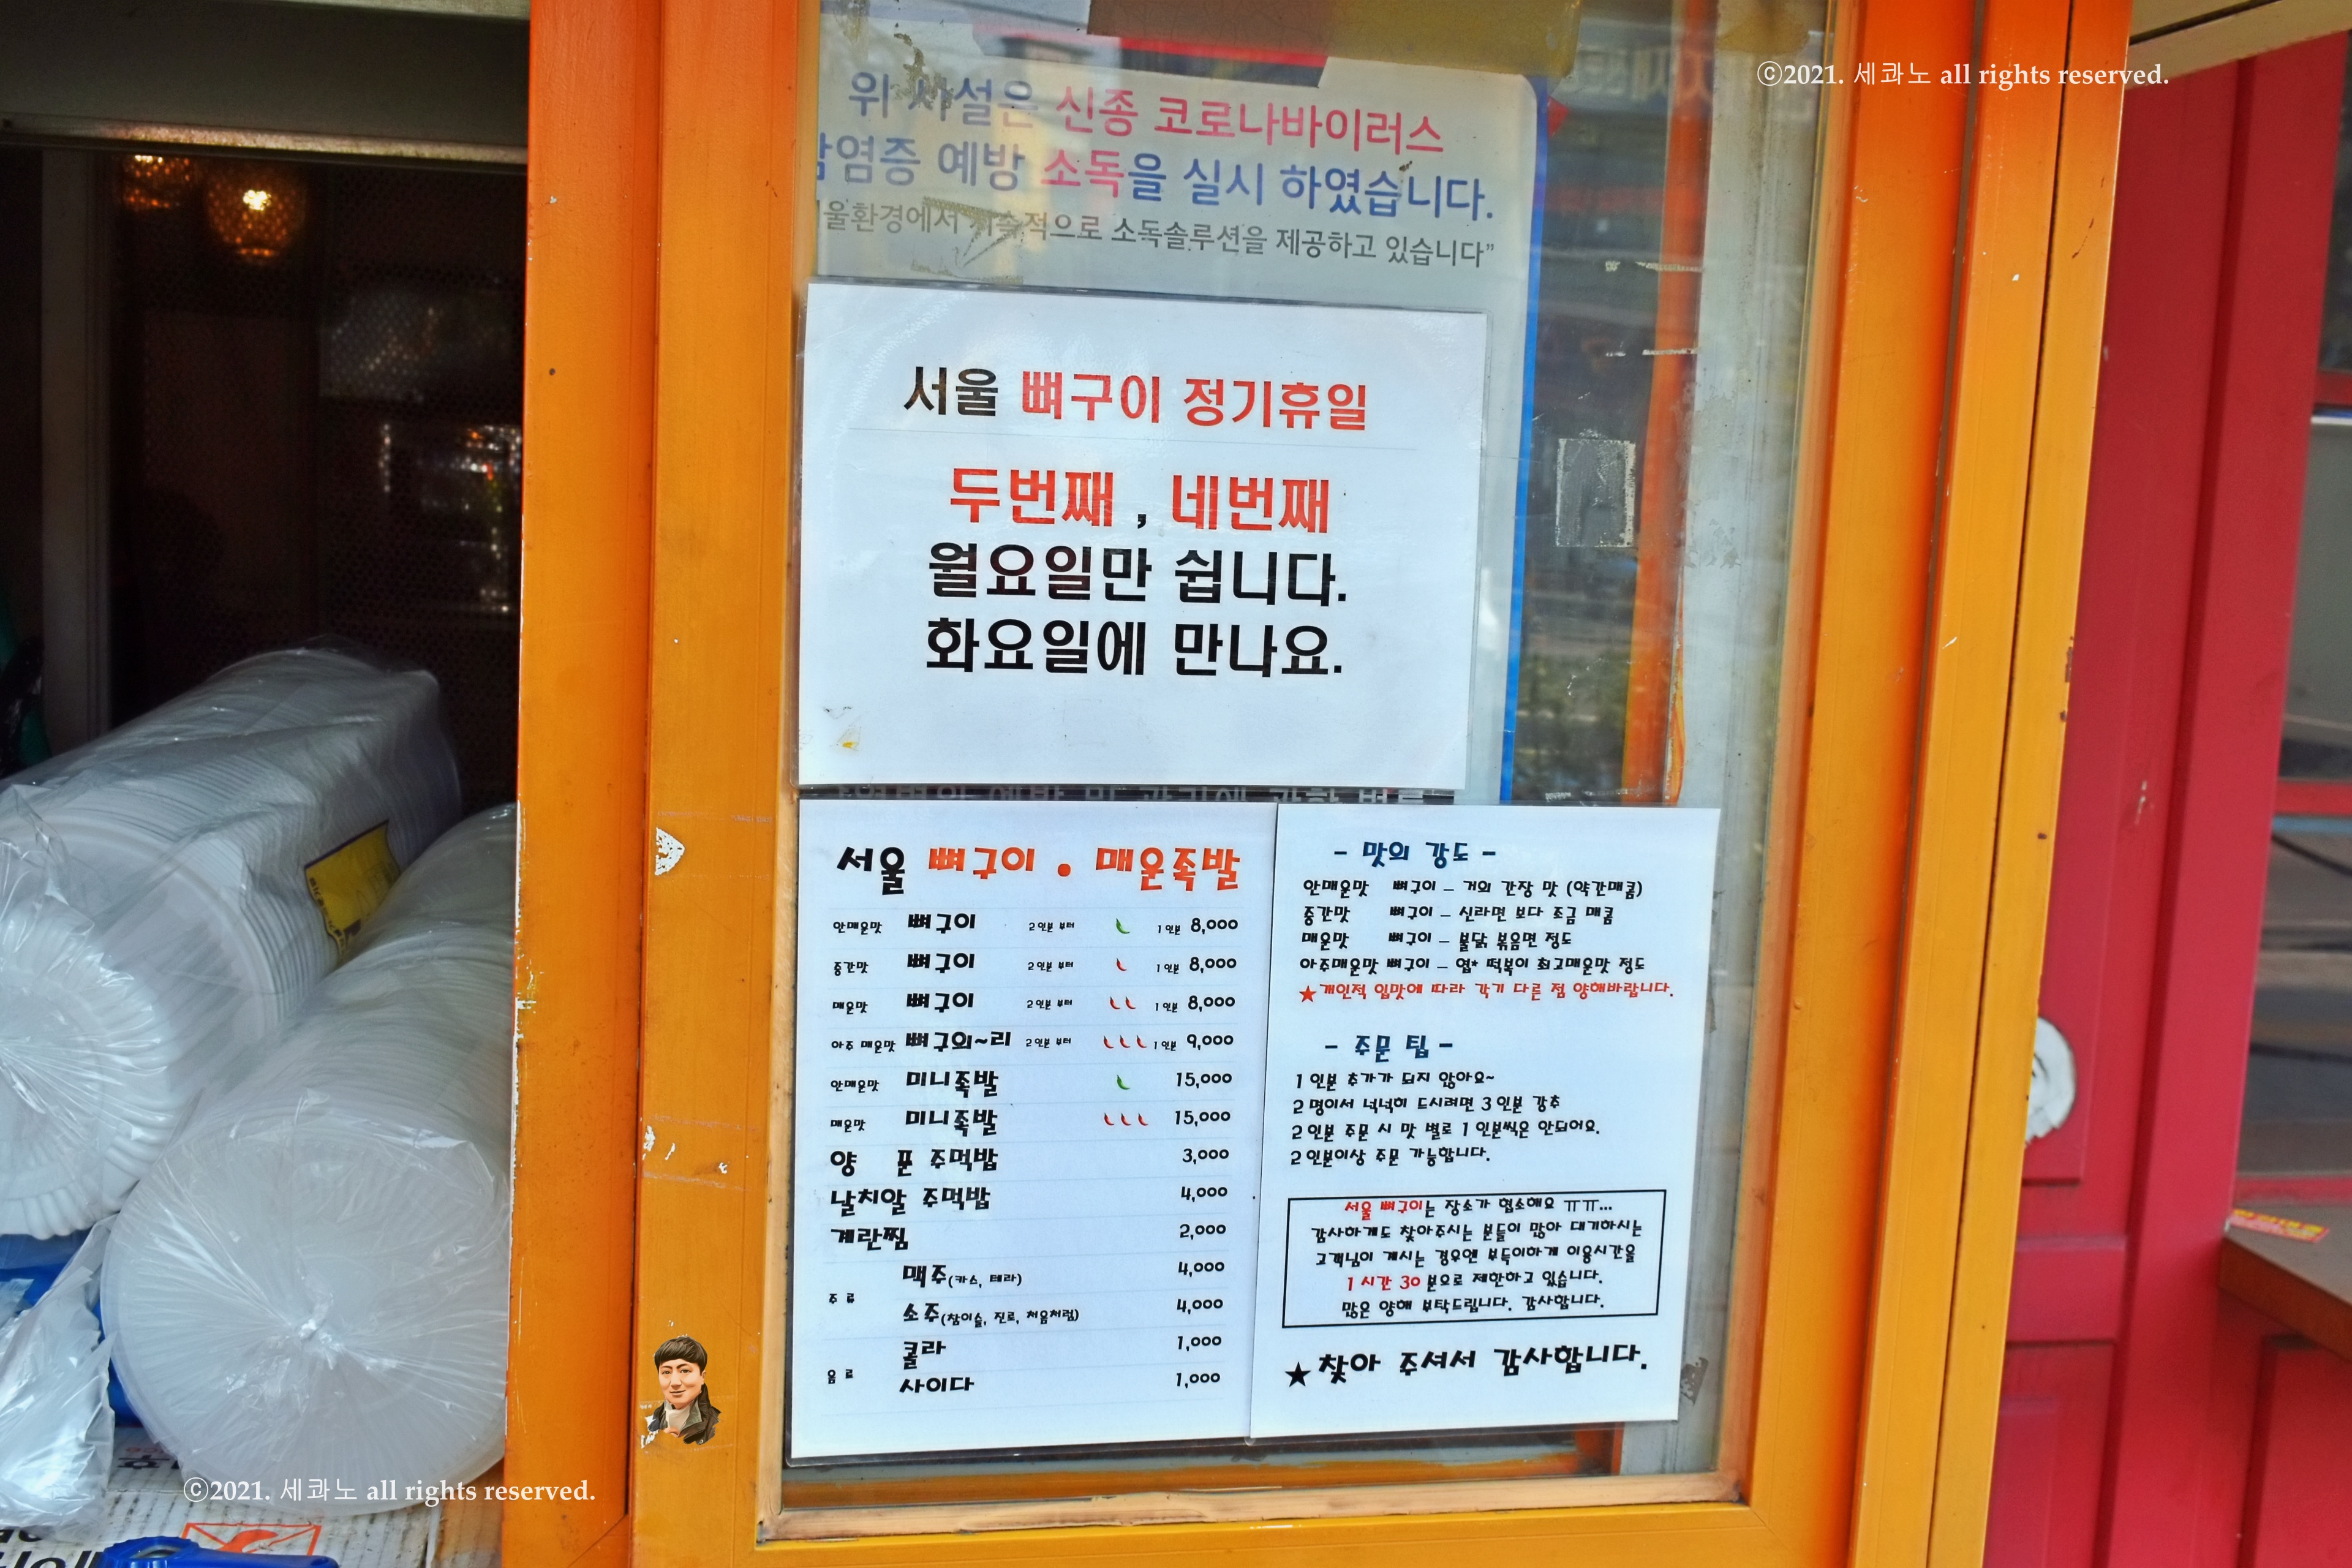 ⓒ2021. 세콰노 all rights reserved.
위 시설은 신종 코로나바이러스
감염증 예방 소독을 실시 하였습니다.
소독솔루션을 제공하고 있습니다”
서울 뼈구이 정기휴일
두번째 , 네번째
월요일만 쉽니다.
화요일에 만나요.
서울 뼈구이 • 매운족발
안매운맛 뼈구이 2인분 부터 1인분 8,000
중간맛 뼈구이 2인분 부터 1인분 8,000
매운맛 뼈구이 2인분 부터 1인분 8,000
아주 매운맛 뼈구외~리 2인분 부터 1인분 9,000
안매운맛 미니족발 15,000
매운맛 미니족발 15,000
양 푼 주먹밥 3,000
날치알 주먹밥 4,000
계란찜 2,000
주 류
맥주(카스, 테라) 4,000
소주(참이슬, 진로, 처음처럼) 4,000
음 료
콜라 1,000
사이다 1,000
- 맛의 강도 -
안매운맛 뼈구이 - 거의 간장 맛 (약간매콤)
중간맛 뼈구이 - 신라면 보다 조금 매콤
매운맛 뼈구이 - 불닭 볶음면 정도
아주매운맛 뼈구이 - 엽* 떡볶이 최고매운맛 정도
★개인적 입맛에 따라 각기 다른 점 양해바랍니다.
- 주문 팁 -
1인분 추가가 되지 않아요~
2명이서 넉넉히 드시려면 3인분 강추
2인분 주문 시 맛 별로 1인분씩은 안되어요.
2인분이상 주문 가능합니다.
서울 뼈구이는 장소가 협소해요 ㅠㅠ...
감사하게도 찾아주시는 분들이 많아 대기하시는
고객님이 계시는 경우엔 부득이하게 이용시간을
1시간 30분으로 제한하고 있습니다.
많은 양해 부탁드립니다. 감사합니다.
★찾아 주셔서 감사합니다.
ⓒ2021. 세콰노 all rights reserved.